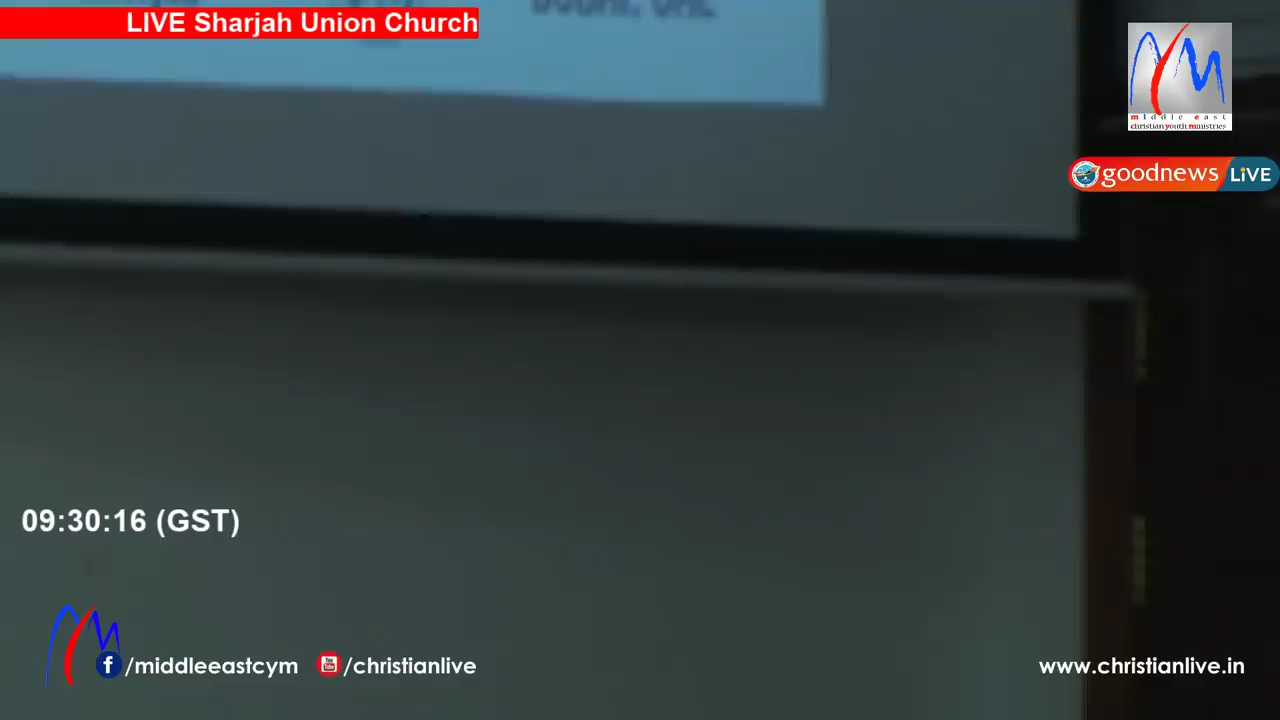 LIVE Sharjah Union Church
middle east
christian youth ministries
goodnews LIVE
09:30:16 (GST)
/middleeastcym /christianlive
www.christianlive.in